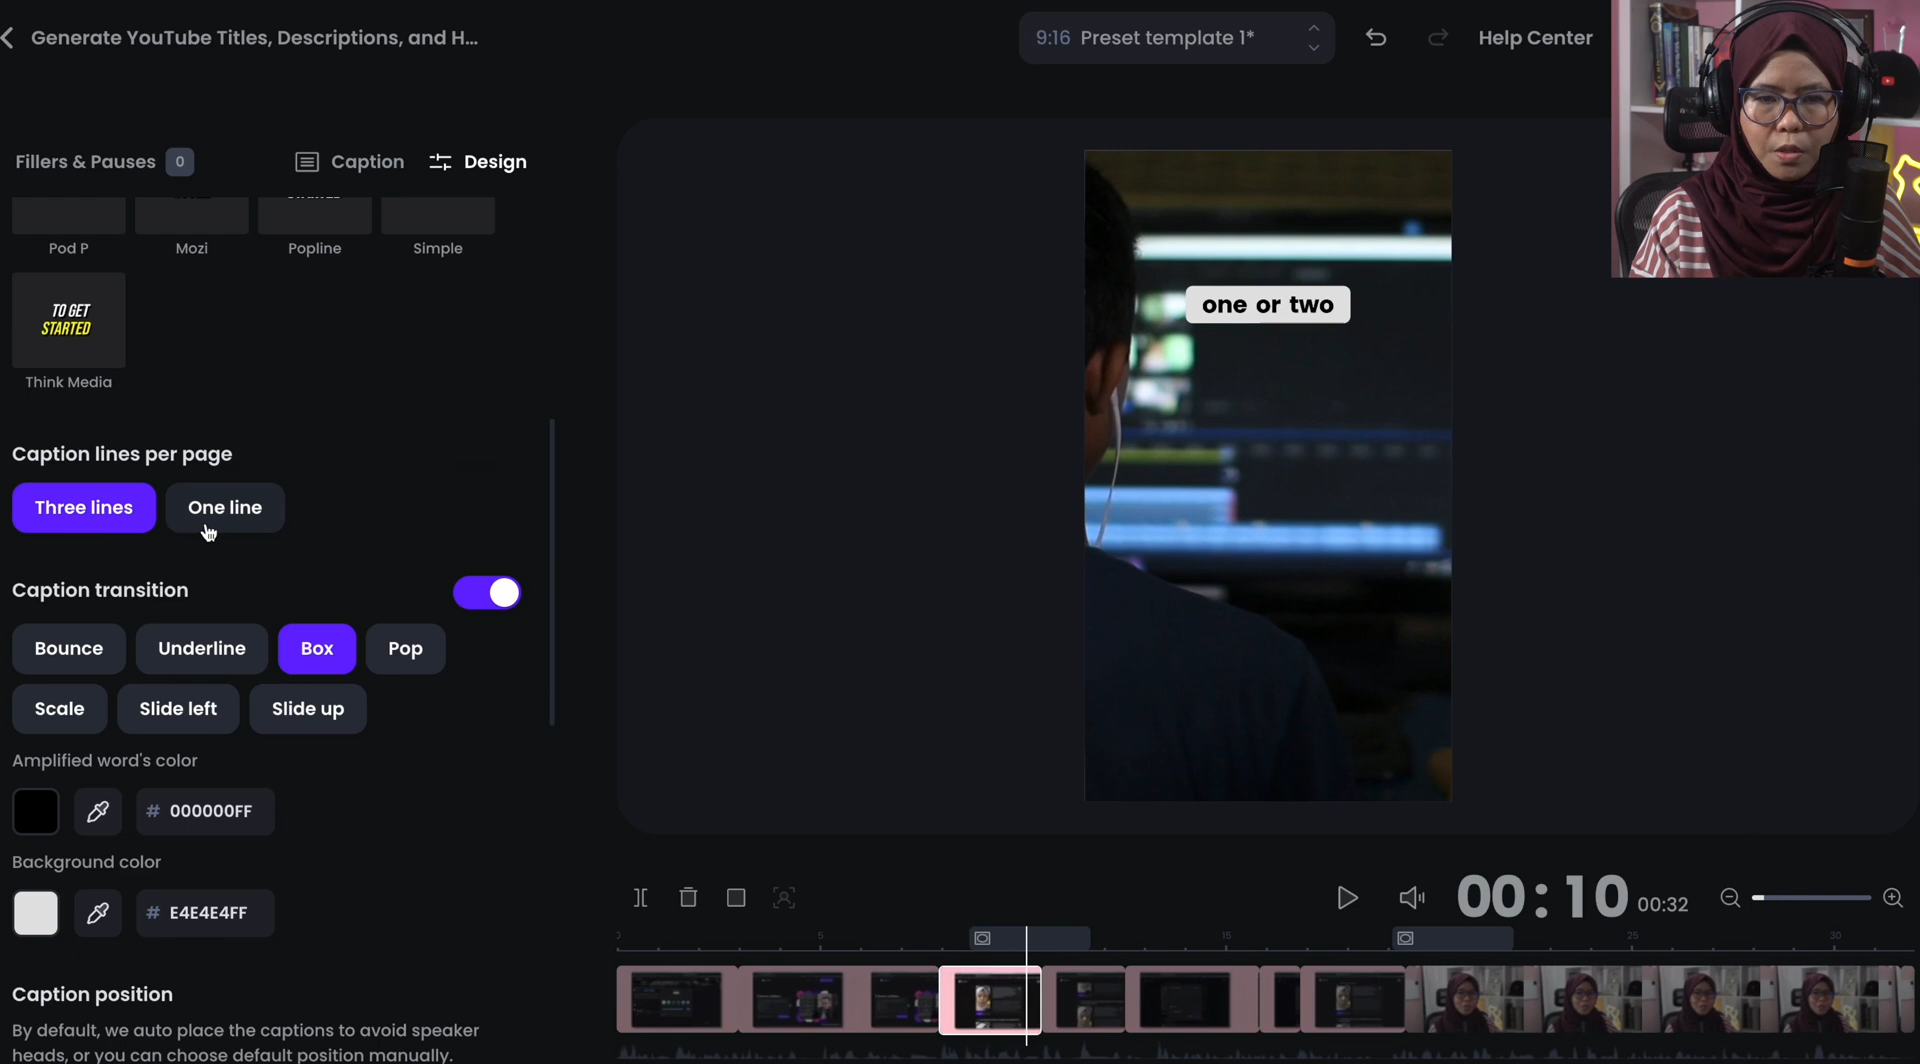 Generate YouTube Titles, Descriptions, and H...
9:16 Preset template 1*
Help Center
Fillers & Pauses 0
Caption
Design
Pod P
Mozi
Popline
Simple
TO GET
STARTED
Think Media
one or two
Caption lines per page
Three lines
One line
Caption transition
Bounce
Underline
Box
Pop
Scale
Slide left
Slide up
Amplified word's color
# 000000FF
Background color
# E4E4E4FF
Caption position
By default, we auto place the captions to avoid speaker
heads, or you can choose default position manually.
00:10 00:32
5
15
25
30